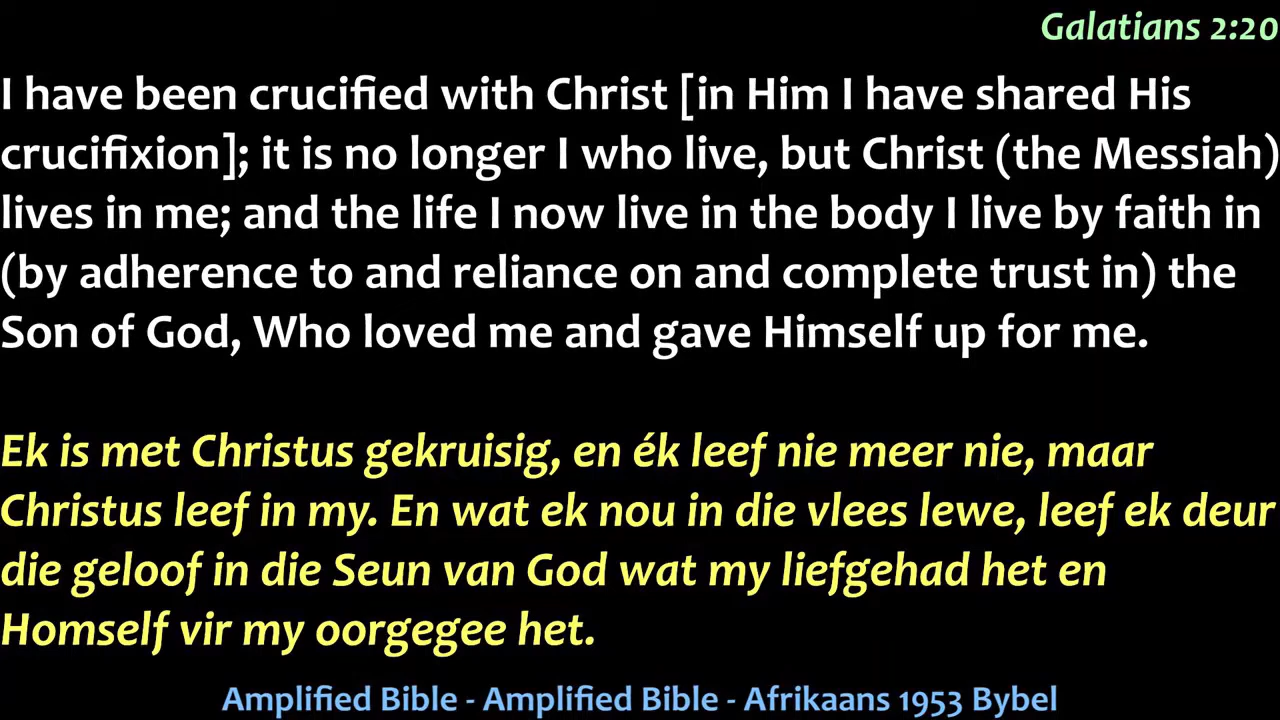 Galatians 2:20
I have been crucified with Christ [in Him I have shared His
crucifixion]; it is no longer I who live, but Christ (the Messiah)
lives in me; and the life I now live in the body I live by faith in
(by adherence to and reliance on and complete trust in) the
Son of God, Who loved me and gave Himself up for me.
Ek is met Christus gekruisig, en ék leef nie meer nie, maar
Christus leef in my. En wat ek nou in die vlees lewe, leef ek deur
die geloof in die Seun van God wat my liefgehad het en
Homself vir my oorgegee het.
Amplified Bible - Amplified Bible - Afrikaans 1953 Bybel